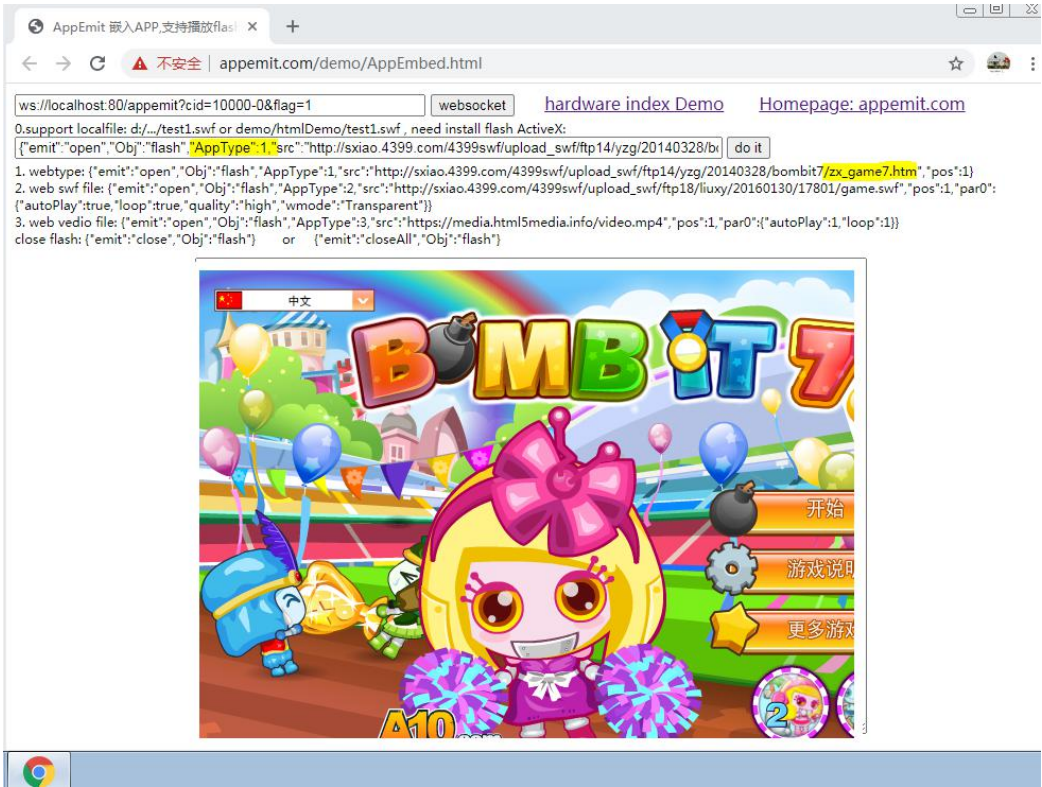 AppEmit 嵌入APP,支持播放flas
不安全 | appemit.com/demo/AppEmbed.html
ws://localhost:80/appemit?cid=10000-0&flag=1 websocket hardware index Demo Homepage: appemit.com
0.support localfile: d:/.../test1.swf or demo/htmlDemo/test1.swf , need install flash ActiveX:
{"emit":"open","Obj":"flash","AppType":1,"src":"http://sxiao.4399.com/4399swf/upload_swf/ftp14/yzg/20140328/b do it
1. webtype: {"emit":"open","Obj":"flash","AppType":1,"src":"http://sxiao.4399.com/4399swf/upload_swf/ftp14/yzg/20140328/bombit7/zx_game7.htm","pos":1}
2. web swf file: {"emit":"open","Obj":"flash","AppType":2,"src":"http://sxiao.4399.com/4399swf/upload_swf/ftp18/liuxy/20160130/17801/game.swf","pos":1,"par0":
{"autoPlay":true,"loop":true,"quality":"high","wmode":"Transparent"}}
3. web vedio file: {"emit":"open","Obj":"flash","AppType":3,"src":"https://media.html5media.info/video.mp4","pos":1,"par0":{"autoPlay":1,"loop":1}}
close flash: {"emit":"close","Obj":"flash"} or {"emit":"closeAll","Obj":"flash"}
中文
BOMB IT 7
开始
游戏说明
更多游戏
2
A10.com